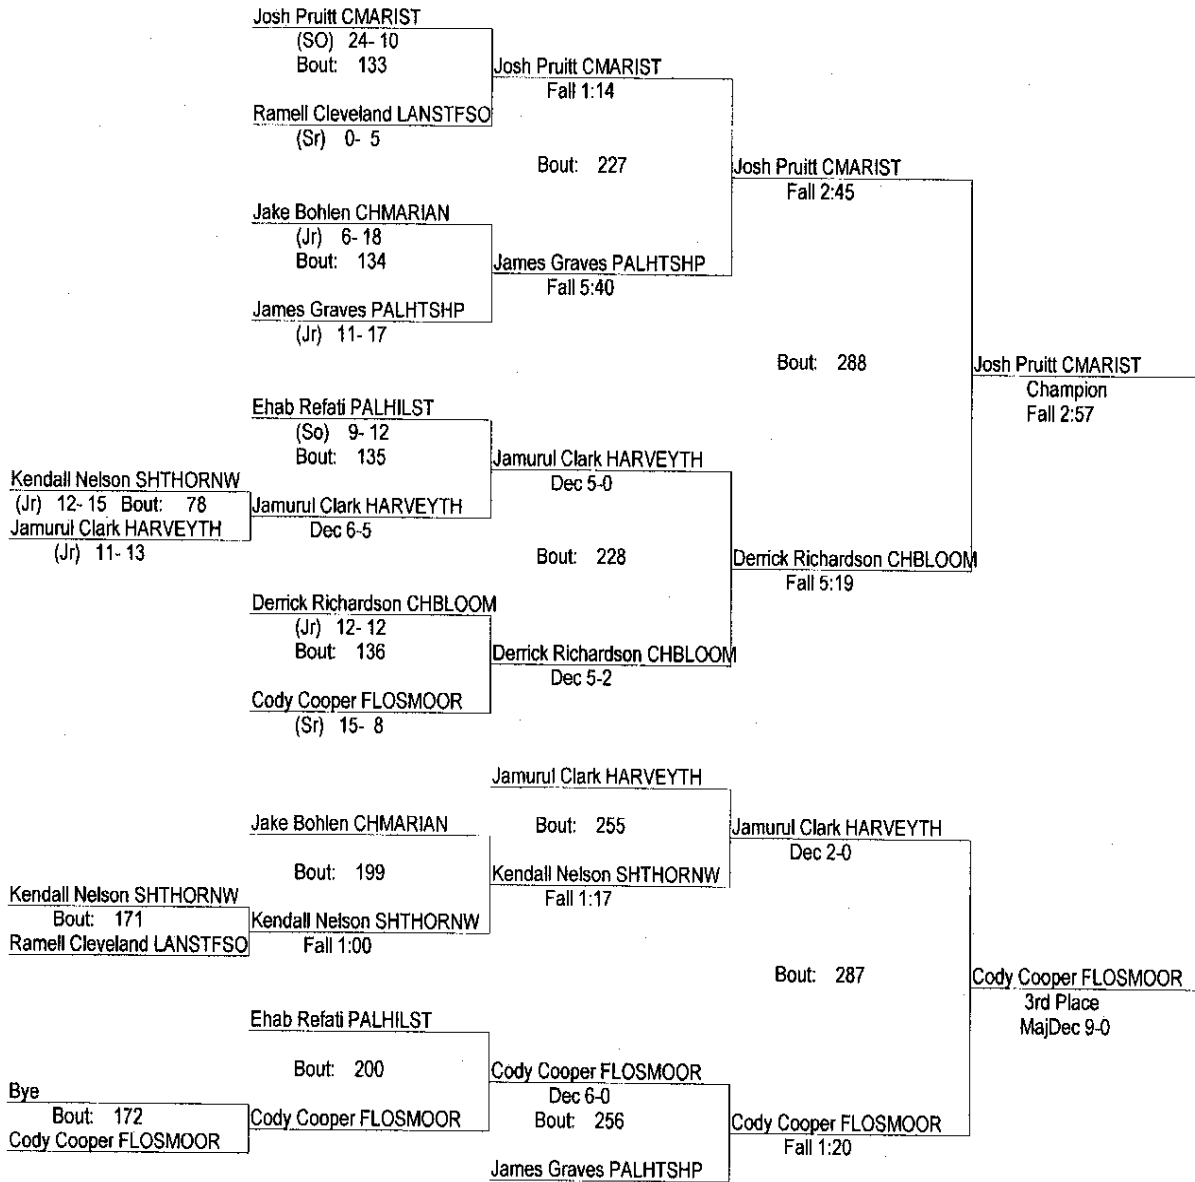 Josh Pruitt CMARIST
(SO) 24- 10
Bout: 133
Josh Pruitt CMARIST
Fall 1:14
Ramell Cleveland LANSTFSO
(Sr) 0- 5
Bout: 227
Josh Pruitt CMARIST
Fall 2:45
Jake Bohlen CHMARIAN
(Jr) 6- 18
Bout: 134
James Graves PALHTSHP
Fall 5:40
James Graves PALHTSHP
(Jr) 11- 17
Bout: 288
Josh Pruitt CMARIST
Champion
Fall 2:57
Ehab Refati PALHILST
(So) 9- 12
Bout: 135
Jamurul Clark HARVEYTH
Dec 5-0
Kendall Nelson SHTHORNW
(Jr) 12- 15 Bout: 78
Jamurul Clark HARVEYTH
(Jr) 11- 13
Jamurul Clark HARVEYTH
Dec 6-5
Bout: 228
Derrick Richardson CHBLOOM
Fall 5:19
Derrick Richardson CHBLOOM
(Jr) 12- 12
Bout: 136
Derrick Richardson CHBLOOM
Dec 5-2
Cody Cooper FLOSMOOR
(Sr) 15- 8
Jamurul Clark HARVEYTH
Bout: 255
Jamurul Clark HARVEYTH
Dec 2-0
Jake Bohlen CHMARIAN
Bout: 199
Kendall Nelson SHTHORNW
Fall 1:17
Kendall Nelson SHTHORNW
Bout: 171
Ramell Cleveland LANSTFSO
Kendall Nelson SHTHORNW
Fall 1:00
Bout: 287
Cody Cooper FLOSMOOR
3rd Place
MajDec 9-0
Ehab Refati PALHILST
Bout: 200
Cody Cooper FLOSMOOR
Dec 6-0
Bye
Bout: 172
Cody Cooper FLOSMOOR
Cody Cooper FLOSMOOR
Bout: 256
Cody Cooper FLOSMOOR
Fall 1:20
James Graves PALHTSHP